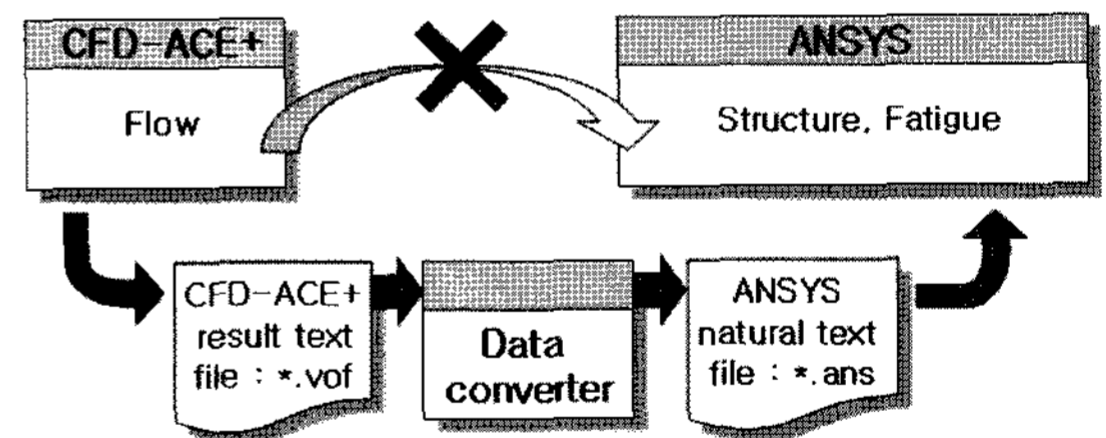 CFD-ACE+
Flow
ANSYS
Structure, Fatigue
CFD-ACE+
result text
file : *.vof
Data
converter
ANSYS
natural text
file : *.ans